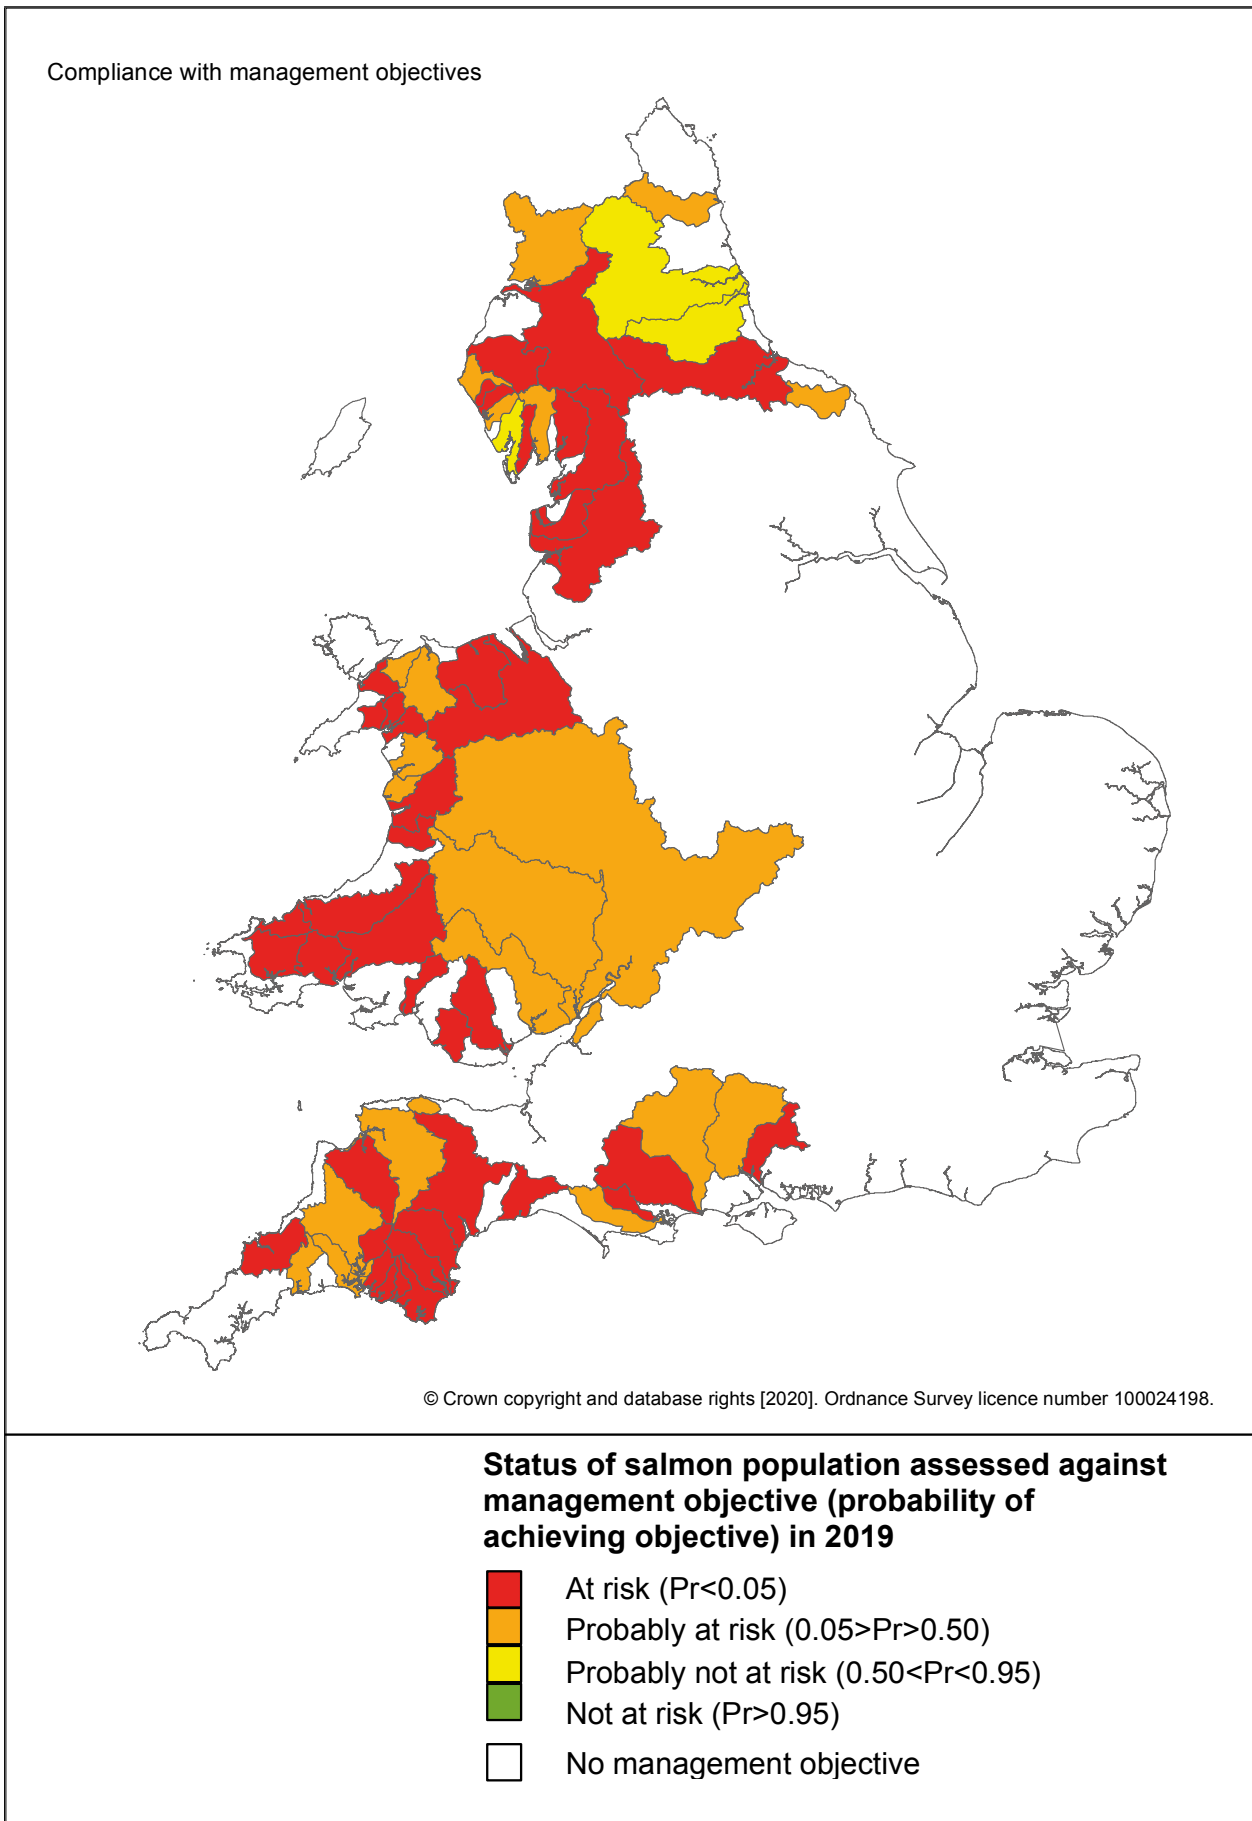 Compliance with management objectives
© Crown copyright and database rights [2020]. Ordnance Survey licence number 100024198.
Status of salmon population assessed against
management objective (probability of
achieving objective) in 2019
At risk (Pr<0.05)
Probably at risk (0.05>Pr>0.50)
Probably not at risk (0.50<Pr<0.95)
Not at risk (Pr>0.95)
No management objective